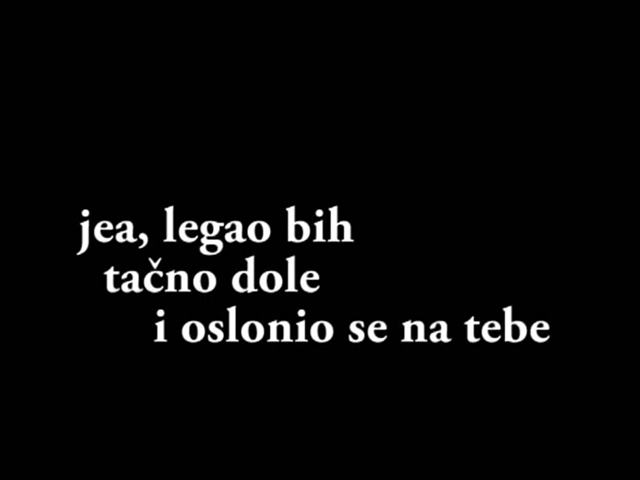 jea, legao bih
tačno dole
i oslonio se na tebe